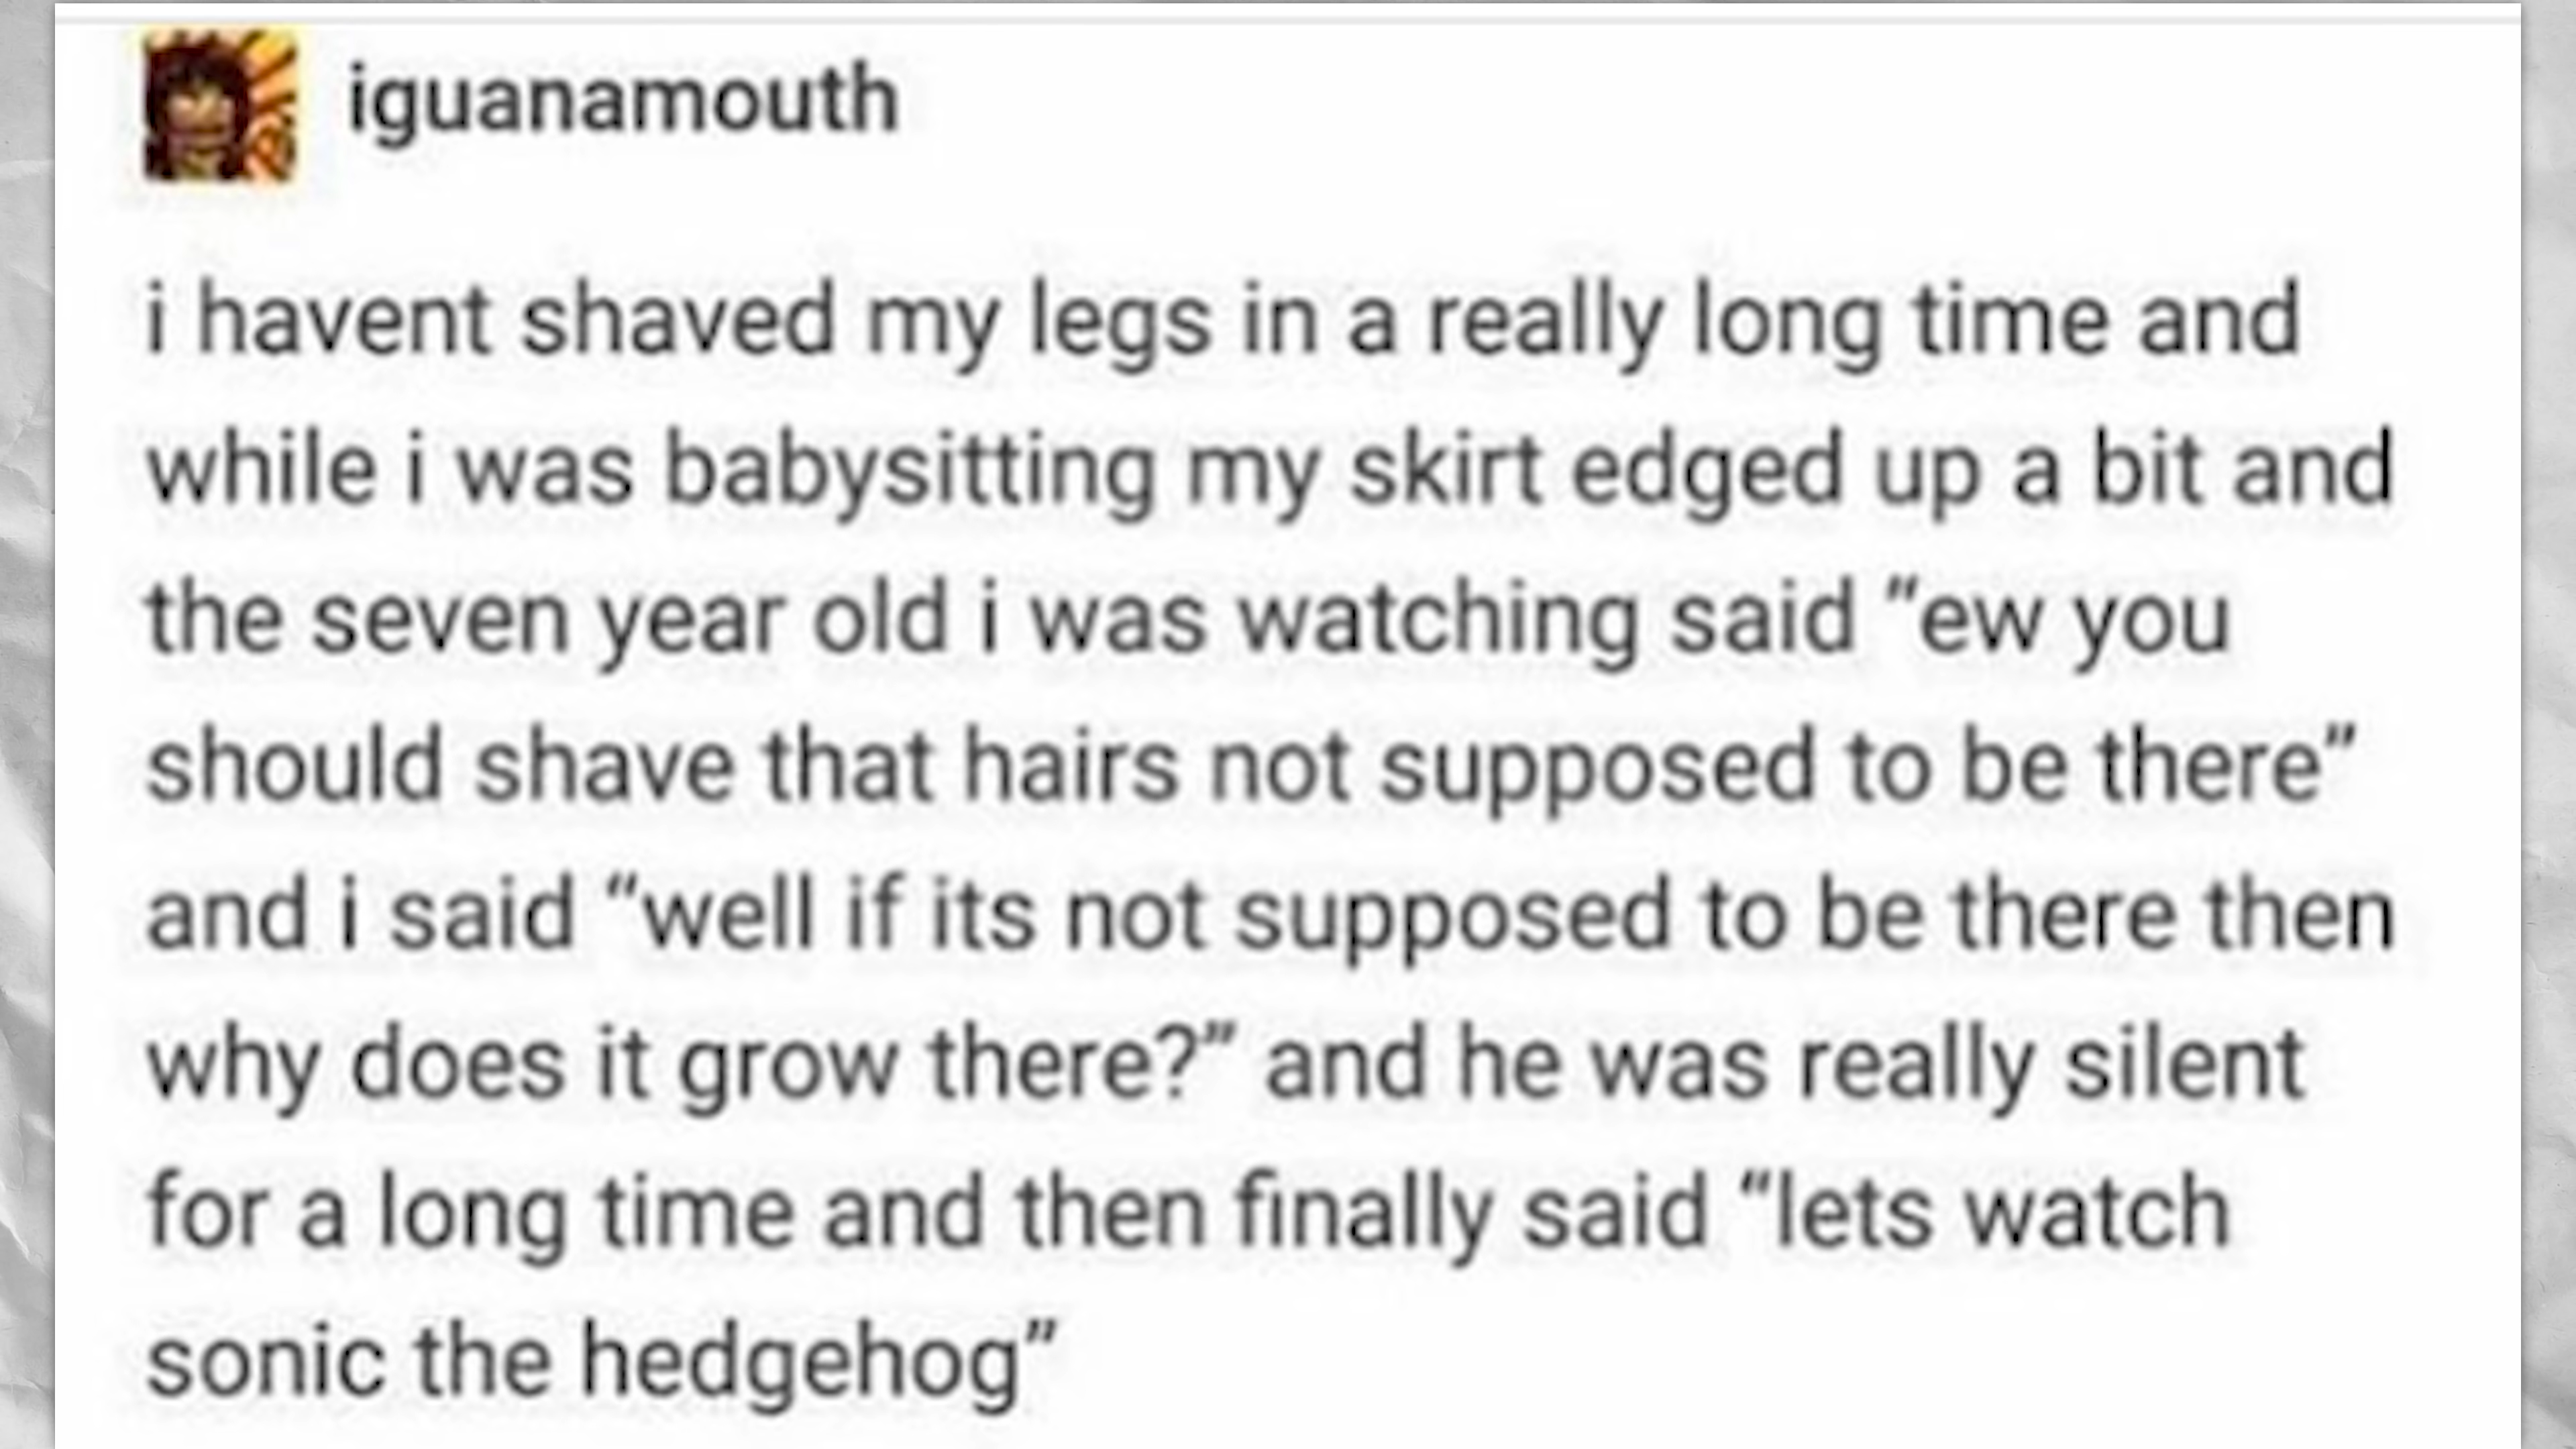 iguanamouth
i havent shaved my legs in a really long time and
while i was babysitting my skirt edged up a bit and
the seven year old i was watching said “ew you
should shave that hairs not supposed to be there”
and i said “well if its not supposed to be there then
why does it grow there?” and he was really silent
for a long time and then finally said “lets watch
sonic the hedgehog”